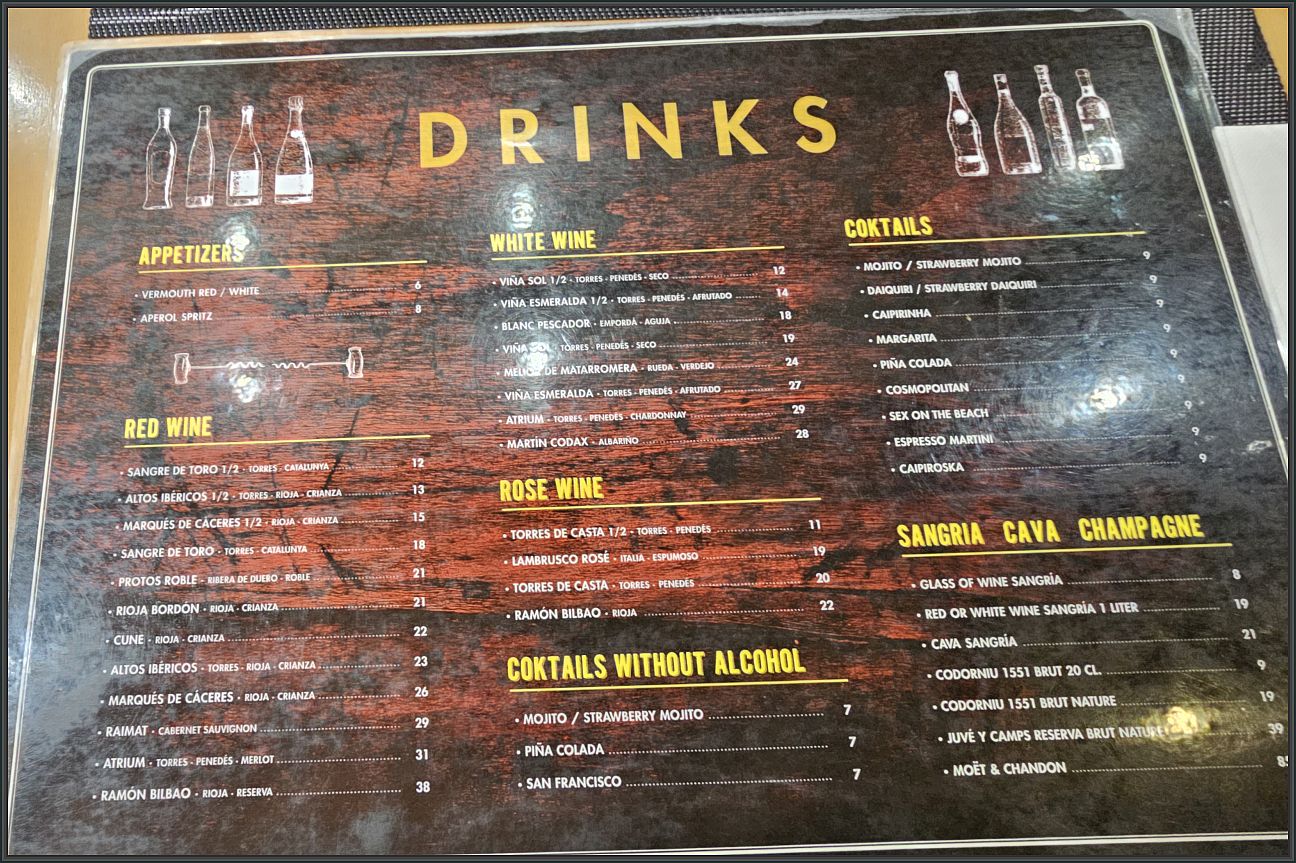 DRINKS
APPETIZERS
• VERMOUTH RED / WHITE 6
• APEROL SPRITZ 8
RED WINE
• SANGRE DE TORO 1/2 • TORRES - CATALUNYA 12
• ALTOS IBÉRICOS 1/2 • TORRES - RIOJA - CRIANZA 13
• MARQUÉS DE CÁCERES 1/2 • RIOJA - CRIANZA 15
• SANGRE DE TORO • TORRES - CATALUNYA 18
• PROTOS ROBLE • RIBERA DE DUERO - ROBLE 21
• RIOJA BORDÓN • RIOJA - CRIANZA 21
• CUNE • RIOJA - CRIANZA 22
• ALTOS IBÉRICOS • TORRES - RIOJA - CRIANZA 23
• MARQUÉS DE CÁCERES • RIOJA - CRIANZA 26
• RAIMAT • CABERNET SAUVIGNON 29
• ATRIUM • TORRES - PENEDÉS - MERLOT 31
• RAMÓN BILBAO • RIOJA - RESERVA 38
WHITE WINE
• VIÑA SOL 1/2 • TORRES - PENEDÈS - SECO 12
• VIÑA ESMERALDA 1/2 • TORRES - PENEDÉS - AFRUTADO 14
• BLANC PESCADOR • EMPORDÁ - AGUJA 18
• VIÑA SOL • TORRES - PENEDÉS - SECO 19
• DE MATARROMERA • RUEDA - VERDEJO 24
• VIÑA ESMERALDA • TORRES - PENEDÉS - AFRUTADO 27
• ATRIUM • TORRES - PENEDÉS - CHARDONNAY 29
• MARTÍN CODAX • ALBARIÑO 28
ROSE WINE
• TORRES DE CASTA 1/2 • TORRES - PENEDÉS 11
• LAMBRUSCO ROSÉ • ITALIA - ESPUMOSO 19
• TORRES DE CASTA • TORRES - PENEDES 20
• RAMÓN BILBAO • RIOJA 22
COKTAILS WITHOUT ALCOHOL
• MOJITO / STRAWBERRY MOJITO 7
• PIÑA COLADA 7
• SAN FRANCISCO 7
COKTAILS
• MOJITO / STRAWBERRY MOJITO 9
• DAIQUIRI / STRAWBERRY DAIQUIRI 9
• CAIPIRINHA 9
• MARGARITA 9
• PIÑA COLADA 9
• COSMOPOLITAN 9
• SEX ON THE BEACH 9
• ESPRESSO MARTINI 9
• CAIPIROSKA 9
SANGRIA CAVA CHAMPAGNE
• GLASS OF WINE SANGRÍA 8
• RED OR WHITE WINE SANGRÍA 1 LITER 19
• CAVA SANGRÍA 21
• CODORNIU 1551 BRUT 20 CL. 9
• CODORNIU 1551 BRUT NATURE 19
• JUVÉ Y CAMPS RESERVA BRUT NATURE 39
• MOËT & CHANDON